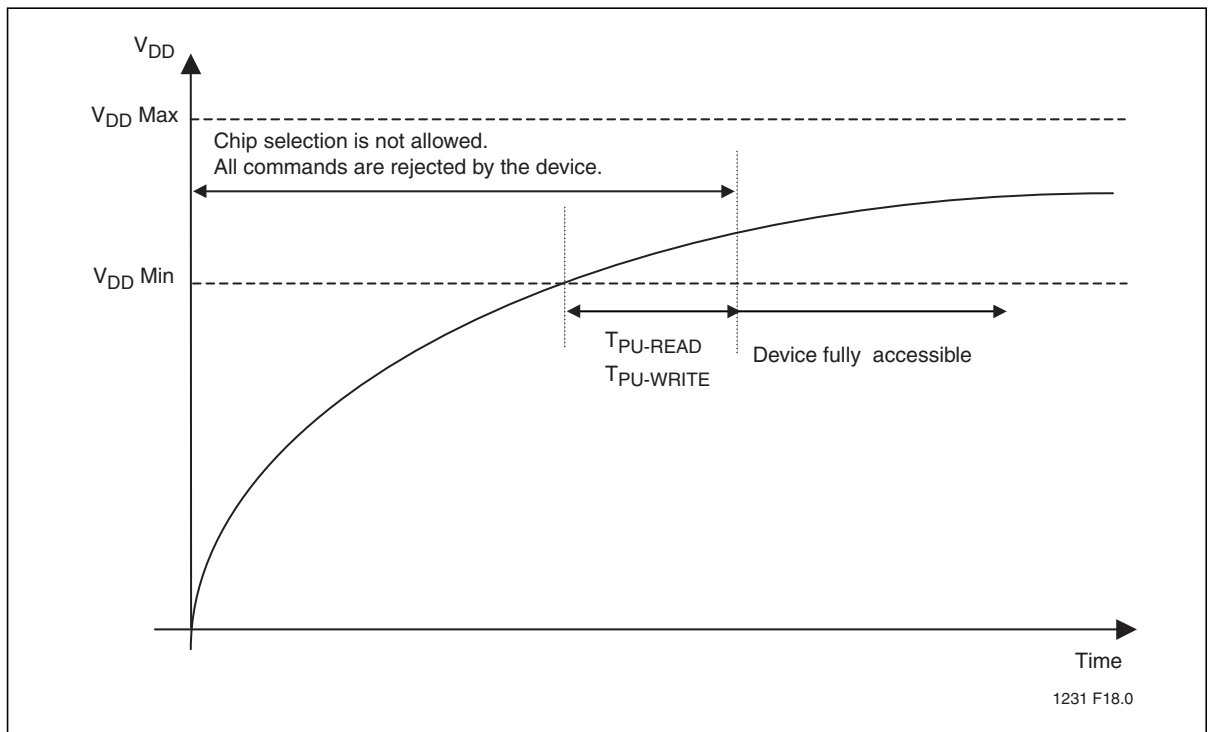 VDD
VDD Max
Chip selection is not allowed.
All commands are rejected by the device.
VDD Min
TPU-READ
TPU-WRITE
Device fully accessible
Time
1231 F18.0